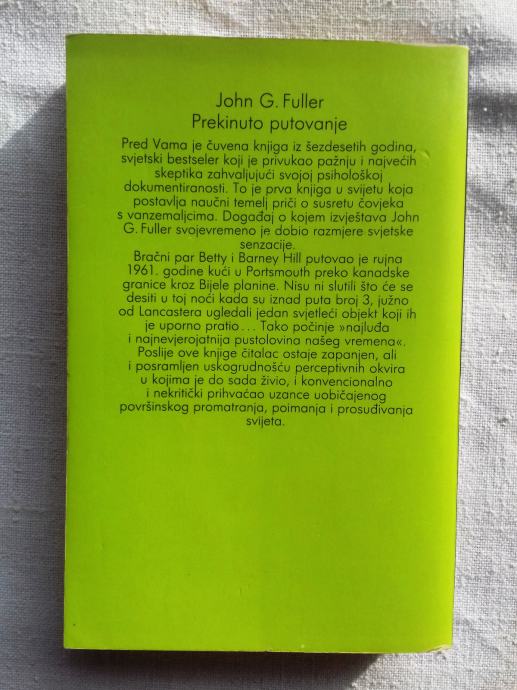 John G. Fuller
Prekinuto putovanje
Pred Vama je čuvena knjiga iz šezdesetih godina,
svjetski bestseler koji je privukao pažnju i najvećih
skeptika zahvaljujući svojoj psihološkoj
dokumentiranosti. To je prva knjiga u svijetu koja
postavlja naučni temelj priči o susretu čovjeka
s vanzemaljcima. Događaj o kojem izvještava John
G. Fuller svojevremeno je dobio razmjere svjetske
senzacije.
Bračni par Betty i Barney Hill putovao je rujna
1961. godine kući u Portsmouth preko kanadske
granice kroz Bijele planine. Nisu ni slutili što će se
desiti u toj noći kada su iznad puta broj 3, južno
od Lancastera ugledali jedan svjetleći objekt koji ih
je uporno pratio... Tako počinje »najluđa
i najnevjerojatnija pustolovina našeg vremena«.
Poslije ove knjige čitalac ostaje zapanjen, ali
i posramljen uskogrudnošću perceptivnih okvira
u kojima je do sada živio, i konvencionalno
i nekritički prihvaćao uzance uobičajenog
površinskog promatranja, poimanja i prosuđivanja
svijeta.